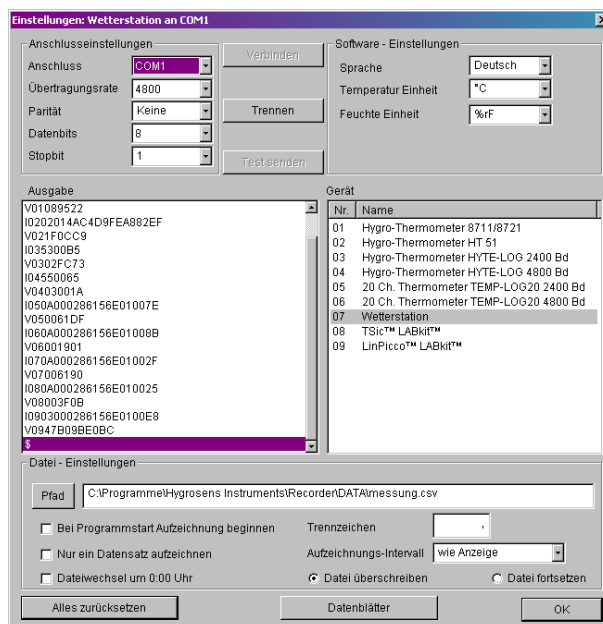 Einstellungen: Wetterstation an COM1
Anschlusseinstellungen
Anschluss COM1
Übertragungsrate 4800
Parität Keine
Datenbits 8
Stopbit 1
Verbinden
Trennen
Test senden
Software - Einstellungen
Sprache Deutsch
Temperatur Einheit °C
Feuchte Einheit %rF
Ausgabe
V01089522
I0202014AC4D9FEA882EF
V021F0CC9
I035300B5
V0302FC73
I04550065
V0403001A
I050A000286156E01007E
V050061DF
I060A000286156E01008B
V06001901
I070A000286156E01002F
V07006190
I080A000286156E010025
V08003F0B
I0903000286156E0100E8
V0947B09BE0BC
$
Gerät
Nr. Name
01 Hygro-Thermometer 8711/8721
02 Hygro-Thermometer HT 51
03 Hygro-Thermometer HYTE-LOG 2400 Bd
04 Hygro-Thermometer HYTE-LOG 4800 Bd
05 20 Ch. Thermometer TEMP-LOG20 2400 Bd
06 20 Ch. Thermometer TEMP-LOG20 4800 Bd
07 Wetterstation
08 TSic™ LABkit™
09 LinPicco™ LABkit™
Datei - Einstellungen
Pfad C:\Programme\Hygrosens Instruments\Recorder\DATA\messung.csv
Bei Programmstart Aufzeichnung beginnen
Nur ein Datensatz aufzeichnen
Dateiwechsel um 0:00 Uhr
Trennzeichen
Aufzeichnungs-Intervall wie Anzeige
Datei überschreiben Datei fortsetzen
Alles zurücksetzen Datenblätter OK